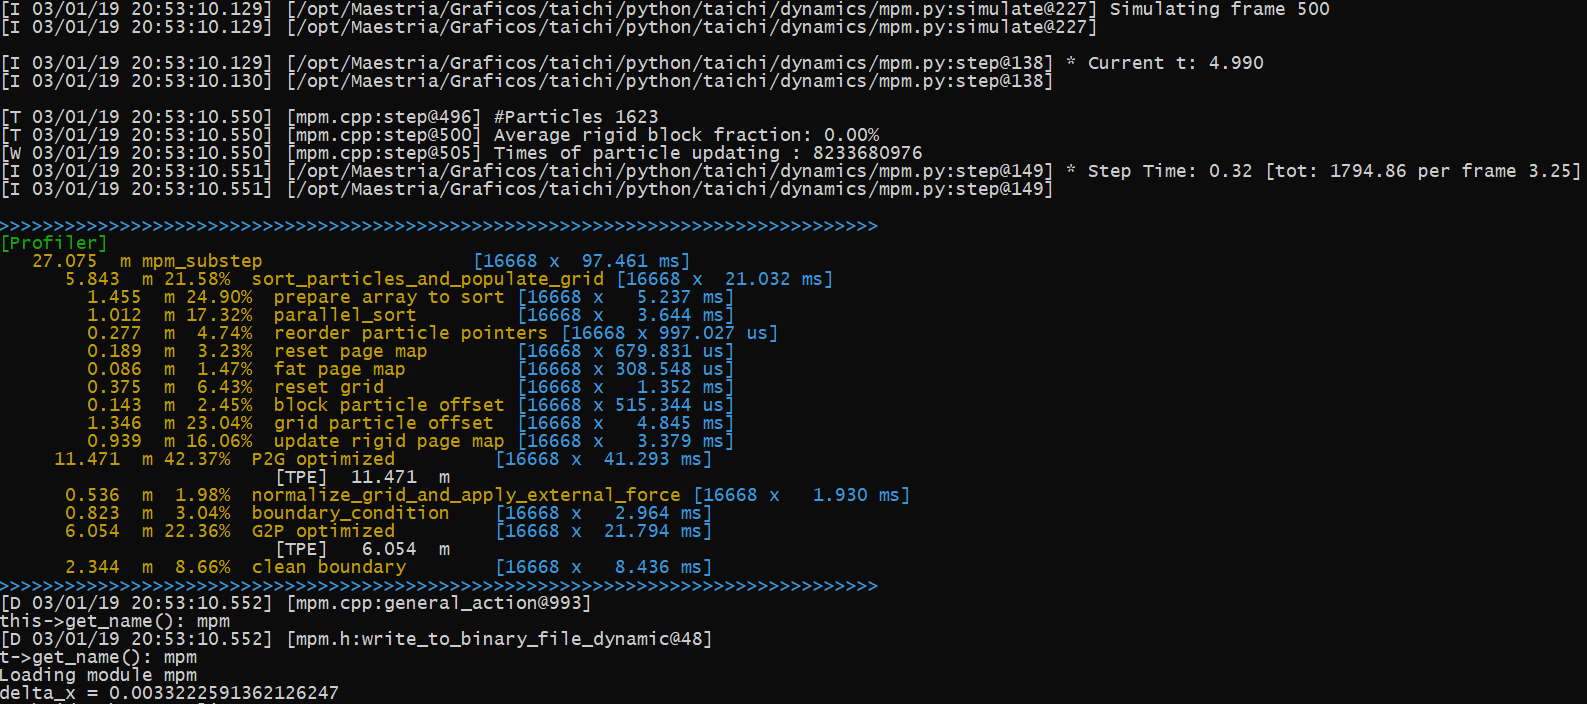 [I 03/01/19 20:53:10.129] [/opt/Maestria/Graficos/taichi/python/taichi/dynamics/mpm.py:simulate@227] Simulating frame 500
[I 03/01/19 20:53:10.129] [/opt/Maestria/Graficos/taichi/python/taichi/dynamics/mpm.py:simulate@227]
[I 03/01/19 20:53:10.129] [/opt/Maestria/Graficos/taichi/python/taichi/dynamics/mpm.py:step@138] * Current t: 4.990
[I 03/01/19 20:53:10.130] [/opt/Maestria/Graficos/taichi/python/taichi/dynamics/mpm.py:step@138]
[T 03/01/19 20:53:10.550] [mpm.cpp:step@496] #Particles 1623
[T 03/01/19 20:53:10.550] [mpm.cpp:step@500] Average rigid block fraction: 0.00%
[W 03/01/19 20:53:10.550] [mpm.cpp:step@505] Times of particle updating : 8233680976
[I 03/01/19 20:53:10.551] [/opt/Maestria/Graficos/taichi/python/taichi/dynamics/mpm.py:step@149] * Step Time: 0.32 [tot: 1794.86 per frame 3.25]
[I 03/01/19 20:53:10.551] [/opt/Maestria/Graficos/taichi/python/taichi/dynamics/mpm.py:step@149]
>>>>>>>>>>>>>>>>>>>>>>>>>>>>>>>>>>>>>>>>>>>>>>>>>>>>>>>>>>>>>>>>>>>>>>>>>>>>>>>>
[Profiler]
27.075 m mpm_substep [16668 x 97.461 ms]
5.843 m 21.58% sort_particles_and_populate_grid [16668 x 21.032 ms]
1.455 m 24.90% prepare array to sort [16668 x 5.237 ms]
1.012 m 17.32% parallel_sort [16668 x 3.644 ms]
0.277 m 4.74% reorder particle pointers [16668 x 997.027 us]
0.189 m 3.23% reset page map [16668 x 679.831 us]
0.086 m 1.47% fat page map [16668 x 308.548 us]
0.375 m 6.43% reset grid [16668 x 1.352 ms]
0.143 m 2.45% block particle offset [16668 x 515.344 us]
1.346 m 23.04% grid particle offset [16668 x 4.845 ms]
0.939 m 16.06% update rigid page map [16668 x 3.379 ms]
11.471 m 42.37% P2G optimized [16668 x 41.293 ms]
[TPE] 11.471 m
0.536 m 1.98% normalize_grid_and_apply_external_force [16668 x 1.930 ms]
0.823 m 3.04% boundary_condition [16668 x 2.964 ms]
6.054 m 22.36% G2P optimized [16668 x 21.794 ms]
[TPE] 6.054 m
2.344 m 8.66% clean boundary [16668 x 8.436 ms]
>>>>>>>>>>>>>>>>>>>>>>>>>>>>>>>>>>>>>>>>>>>>>>>>>>>>>>>>>>>>>>>>>>>>>>>>>>>>>>>>
[D 03/01/19 20:53:10.552] [mpm.cpp:general_action@993]
this->get_name(): mpm
[D 03/01/19 20:53:10.552] [mpm.h:write_to_binary_file_dynamic@48]
t->get_name(): mpm
Loading module mpm
delta_x = 0.0033222591362126247